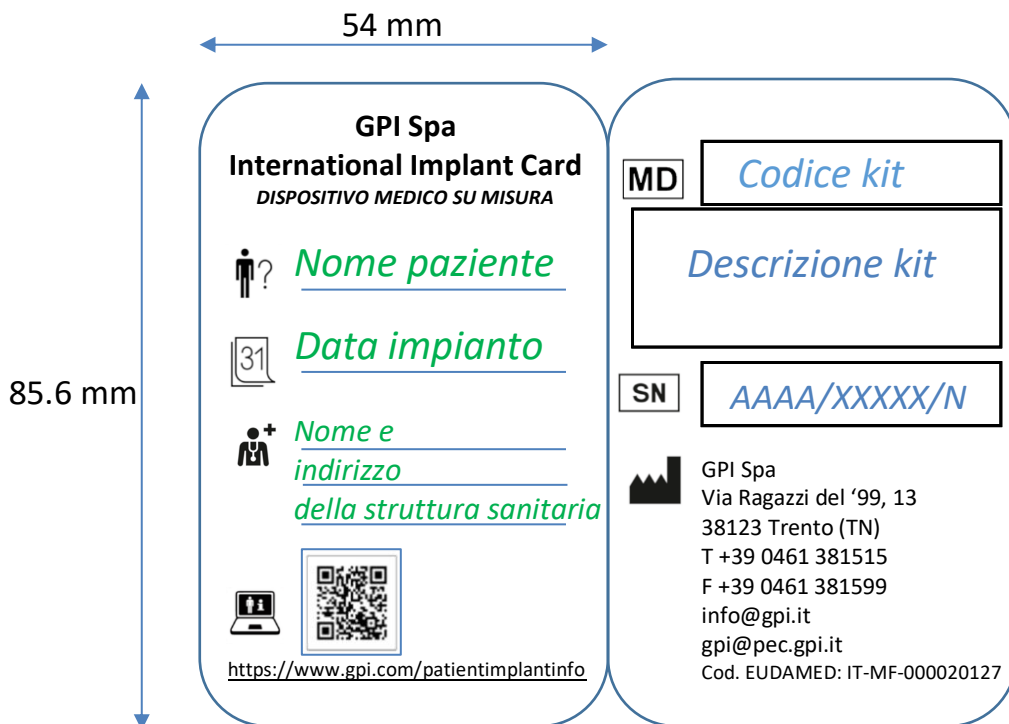 54 mm
85.6 mm
GPI Spa
International Implant Card
DISPOSITIVO MEDICO SU MISURA
? Nome paziente
31 Data impianto
Nome e
indirizzo
della struttura sanitaria
https://www.gpi.com/patientimplantinfo
MD Codice kit
Descrizione kit
SN AAAA/XXXXX/N
GPI Spa
Via Ragazzi del ‘99, 13
38123 Trento (TN)
T +39 0461 381515
F +39 0461 381599
info@gpi.it
gpi@pec.gpi.it
Cod. EUDAMED: IT-MF-000020127